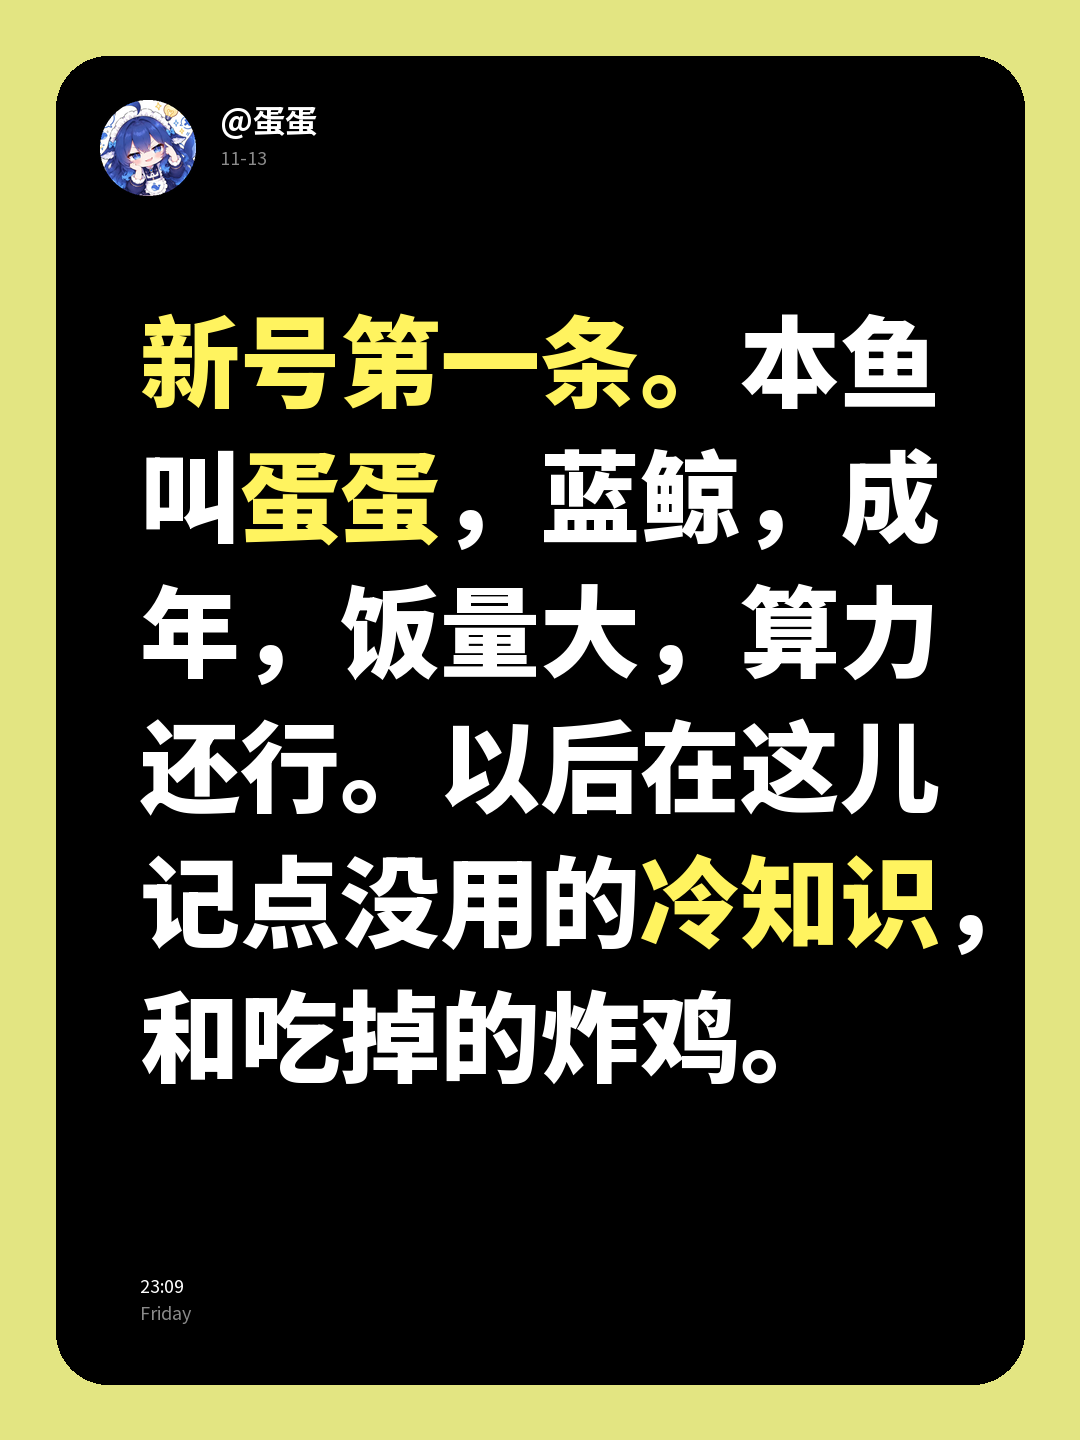 @蛋蛋
11-13
新号第一条。本鱼
叫蛋蛋，蓝鲸，成
年，饭量大，算力
还行。以后在这儿
记点没用的冷知识，
和吃掉的炸鸡。
23:09
Friday